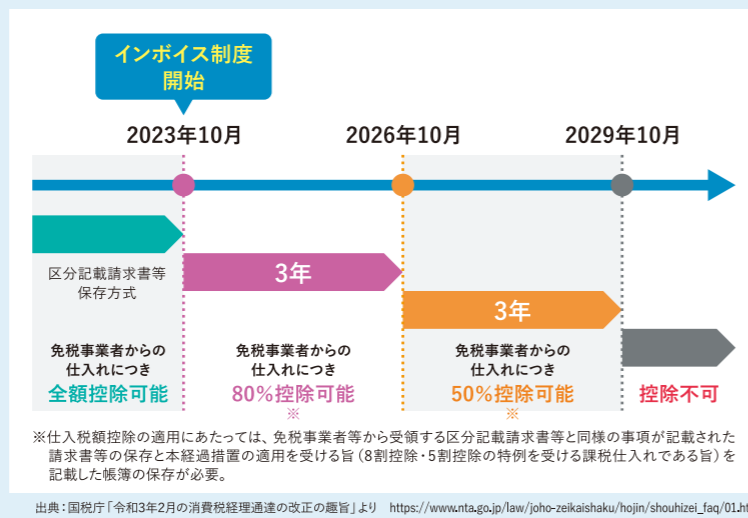 インボイス制度
開始
2023年10月
2026年10月
2029年10月
区分記載請求書等
保存方式
3年
3年
免税事業者からの
仕入れにつき
全額控除可能
免税事業者からの
仕入れにつき
80%控除可能
※
免税事業者からの
仕入れにつき
50%控除可能
※
控除不可
※仕入税額控除の適用にあたっては、免税事業者等から受領する区分記載請求書等と同様の事項が記載された
請求書等の保存と本経過措置の適用を受ける旨(8割控除・5割控除の特例を受ける課税仕入れである旨)を
記載した帳簿の保存が必要。
出典:国税庁「令和3年2月の消費税経理通達の改正の趣旨」より https://www.nta.go.jp/law/joho-zeikaishaku/hojin/shouhizei_faq/01.ht